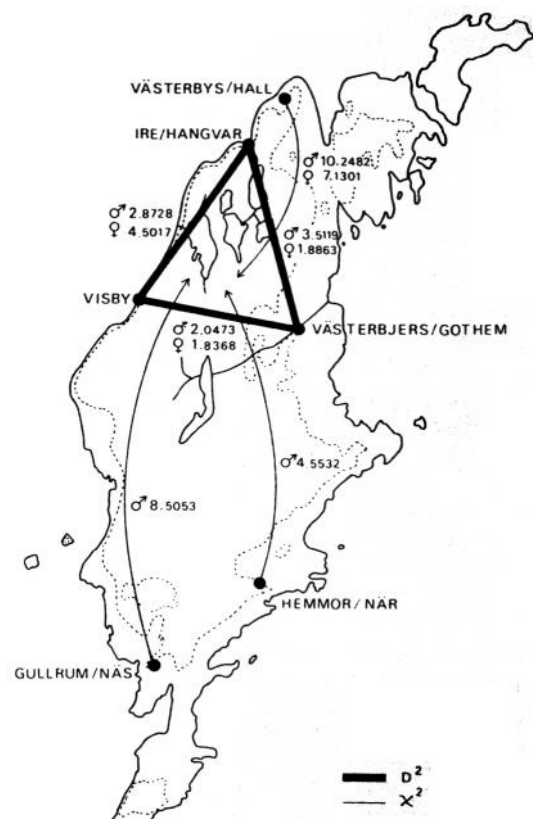 VÄSTERBYS/HALL
IRE/HANGVAR
♂10.2482
♀ 7.1301
♂ 2.8728
♀ 4.5017
♂ 3.5119
♀1.8863
VISBY
VÄSTERBJERS/GOTHEM
♂ 2.0473
♀ 1.8368
♂4.5532
♂ 8.5053
HEMMOR/NÄR
GULLRUM/NÄS
D²
χ²